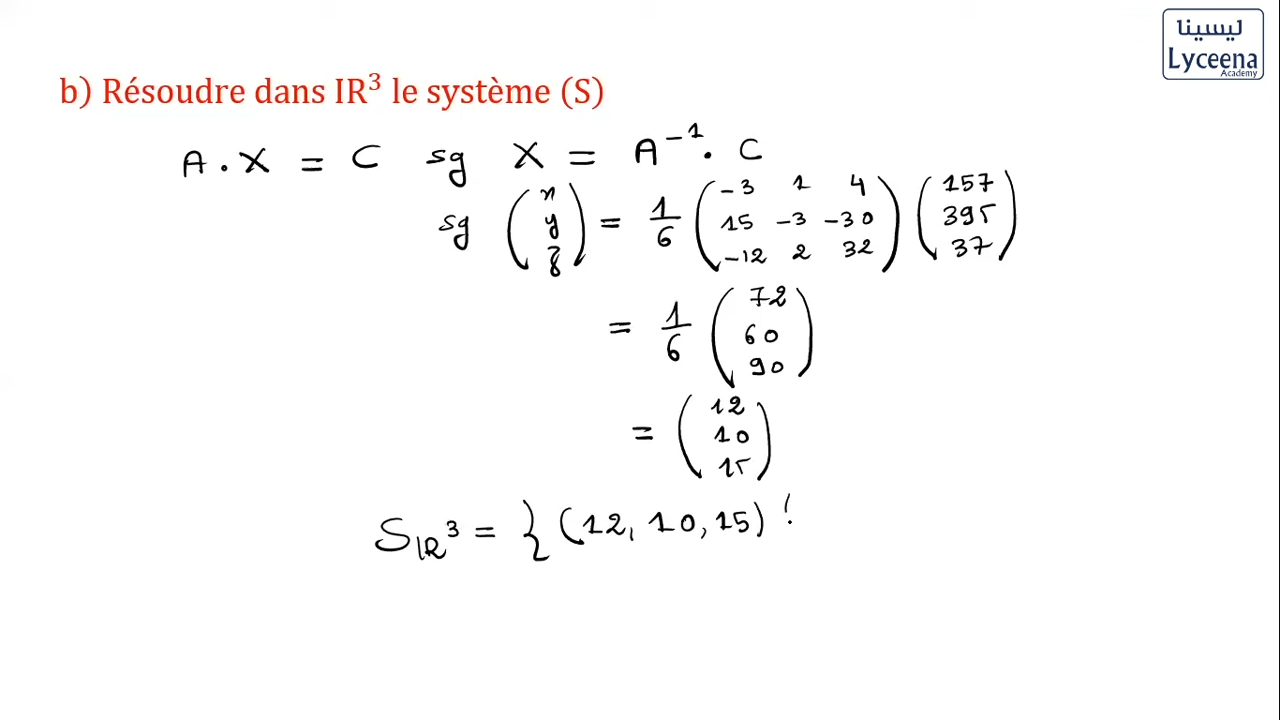 ليسينا
Lyceena
Academy
b) Résoudre dans IR³ le système (S)
A . X = C sg X = A⁻¹ . C
sg (x y z) = 1/6 (-3 1 4 15 -3 -30 -12 2 32) (157 395 37)
= 1/6 (72 60 90)
= (12 10 15)
S_IR³ = { (12, 10, 15)